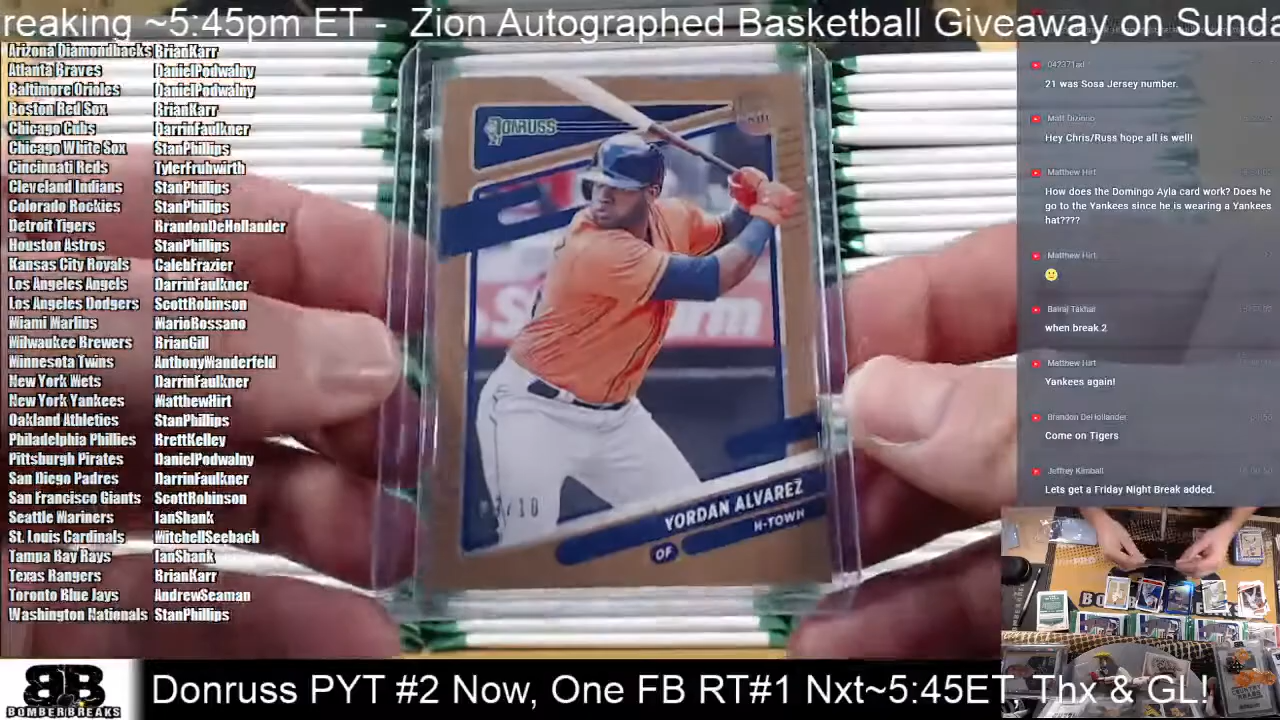 reaking ~5:45pm ET - Zion Autographed Basketball Giveaway on Sunda
Arizona Diamondbacks BrianKarr
Atlanta Braves DanielPodwalny
Baltimore Orioles DanielPodwalny
Boston Red Sox BrianKarr
Chicago Cubs DarrinFaulkner
Chicago White Sox StanPhillips
Cincinnati Reds TylerFruhwirth
Cleveland Indians StanPhillips
Colorado Rockies StanPhillips
Detroit Tigers BrandonDeHollander
Houston Astros StanPhillips
Kansas City Royals CalebFrazier
Los Angeles Angels DarrinFaulkner
Los Angeles Dodgers ScottRobinson
Miami Marlins MarioRossano
Milwaukee Brewers BrianGill
Minnesota Twins AnthonyManderfeld
New York Mets DarrinFaulkner
New York Yankees MatthewHirt
Oakland Athletics StanPhillips
Philadelphia Phillies BrettKelley
Pittsburgh Pirates DanielPodwalny
San Diego Padres DarrinFaulkner
San Francisco Giants ScottRobinson
Seattle Mariners IanShank
St. Louis Cardinals MitchellSeebach
Tampa Bay Rays IanShank
Texas Rangers BrianKarr
Toronto Blue Jays AndrewSeaman
Washington Nationals StanPhillips
DONRUSS
YORDAN ALVAREZ
H-TOWN
OF
042371ad
21 was Sosa Jersey number.
Hey Chris/Russ hope all is well!
Matthew Hirt
How does the Domingo Ayla card work? Does he
go to the Yankees since he is wearing a Yankees
hat????
Matthew Hirt
when break 2
Matthew Hirt
Yankees again!
Brandon DeHollander
Come on Tigers
Jeffrey Kimball
Lets get a Friday Night Break added.
BB
BOMBERBREAKS
Donruss PYT #2 Now, One FB RT#1 Nxt~5:45ET. Thx & GL!